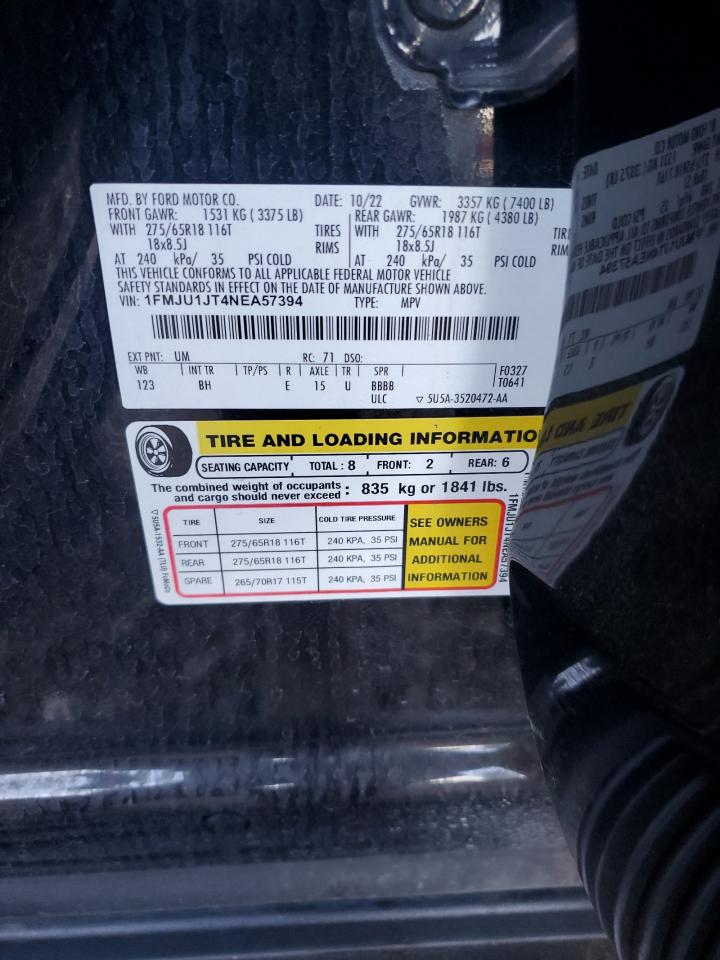 MFD. BY FORD MOTOR CO. DATE: 10/22 GVWR: 3357 KG ( 7400 LB)
FRONT GAWR: 1531 KG ( 3375 LB) REAR GAWR: 1987 KG ( 4380 LB)
WITH 275/65R18 116T TIRES WITH 275/65R18 116T
18x8.5J RIMS 18x8.5J
AT 240 kPa/ 35 PSI COLD AT 240 kPa/ 35 PSI COLD
THIS VEHICLE CONFORMS TO ALL APPLICABLE FEDERAL MOTOR VEHICLE
SAFETY STANDARDS IN EFFECT ON THE DATE OF MANUFACTURE SHOWN ABOVE.
VIN: 1FMJU1JT4NEA57394 TYPE: MPV
EXT PNT: UM RC: 71 DSO:
WB INT TR TP/PS R AXLE TR SPR F0327
123 BH E 15 U BBBB T0641
ULC ▽ 5U5A-3520472-AA
TIRE AND LOADING INFORMATIO
SEATING CAPACITY TOTAL : 8 FRONT: 2 REAR: 6
The combined weight of occupants
and cargo should never exceed : 835 kg or 1841 lbs.
TIRE SIZE COLD TIRE PRESSURE
FRONT 275/65R18 116T 240 KPA, 35 PSI
REAR 275/65R18 116T 240 KPA, 35 PSI
SPARE 265/70R17 115T 240 KPA, 35 PSI
SEE OWNERS
MANUAL FOR
ADDITIONAL
INFORMATION
1FMJU1JT4NEA57394